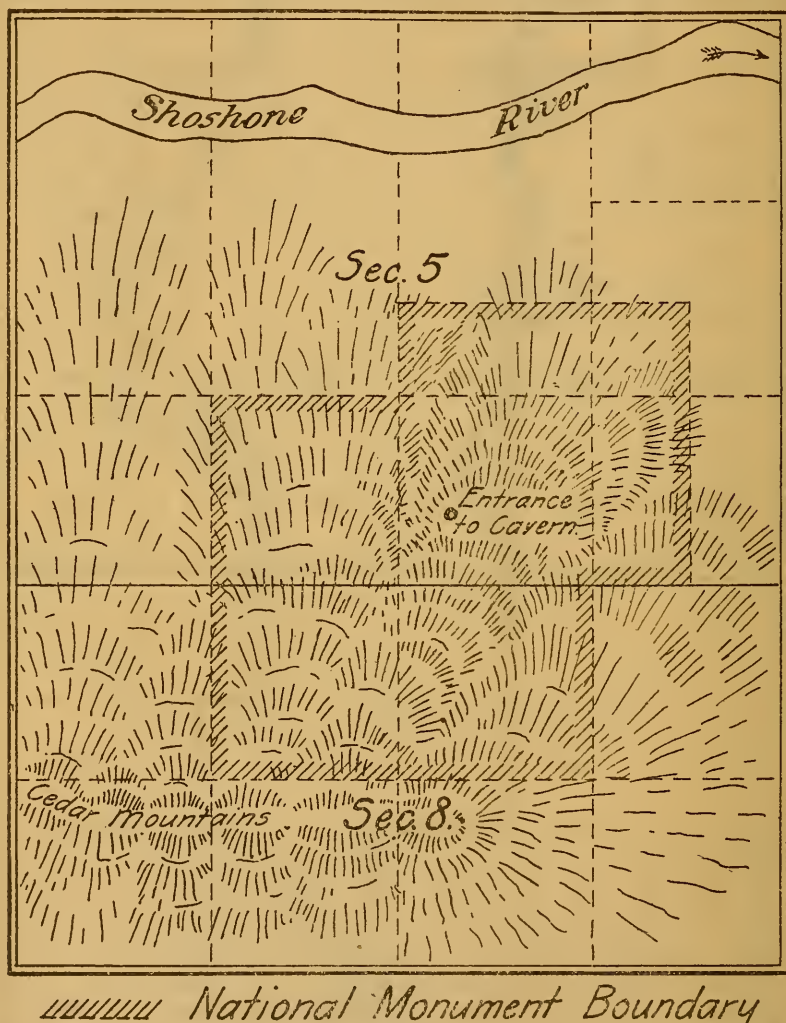 Shoshone River
Sec. 5
Entrance
to Cavern
Cedar Mountains
Sec. 8.
National Monument Boundary